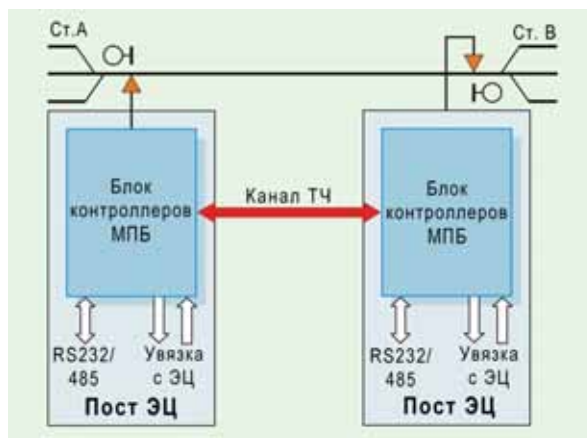 Ст.А
Ст. В
Блок
контроллеров
МПБ
Канал ТЧ
Блок
контроллеров
МПБ
RS232/
485
Увязка
с ЭЦ
Пост ЭЦ
RS232/
485
Увязка
с ЭЦ
Пост ЭЦ